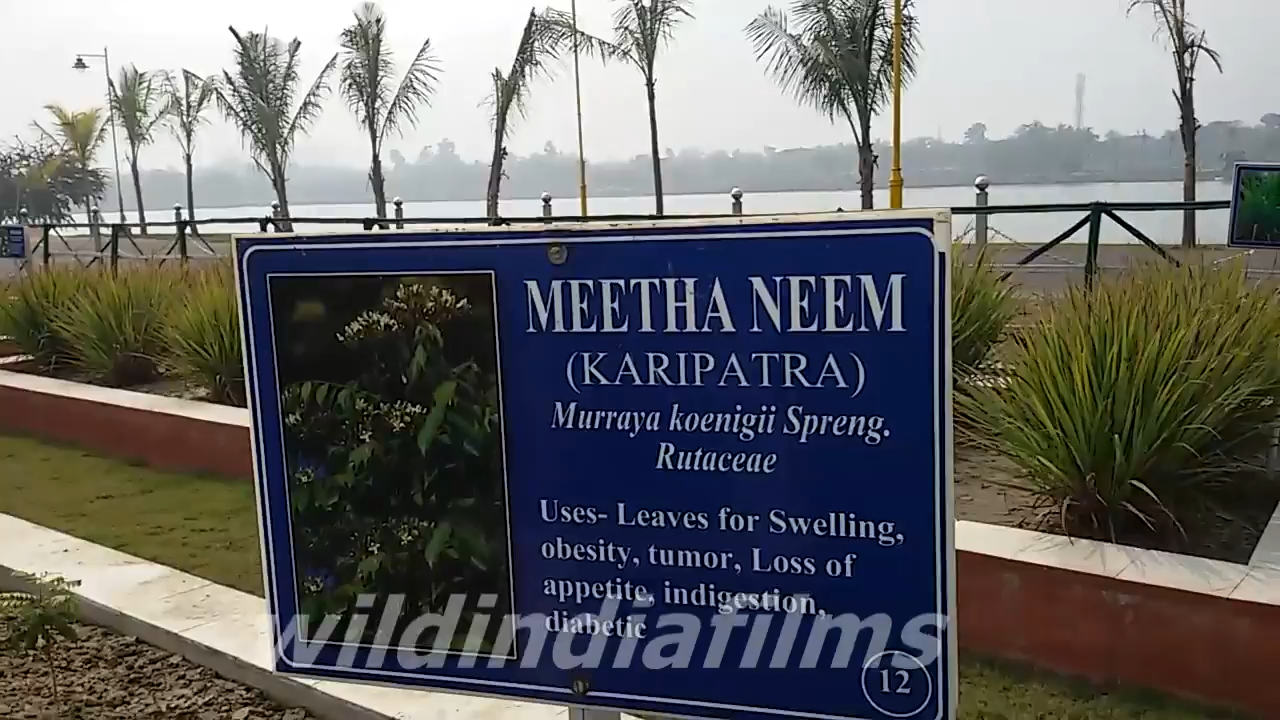 MEETHA NEEM
(KARIPATRA)
Murraya koenigii Spreng.
Rutaceae
Uses- Leaves for Swelling,
obesity, tumor, Loss of
appetite, indigestion,
diabetic
wildindiafilms
12